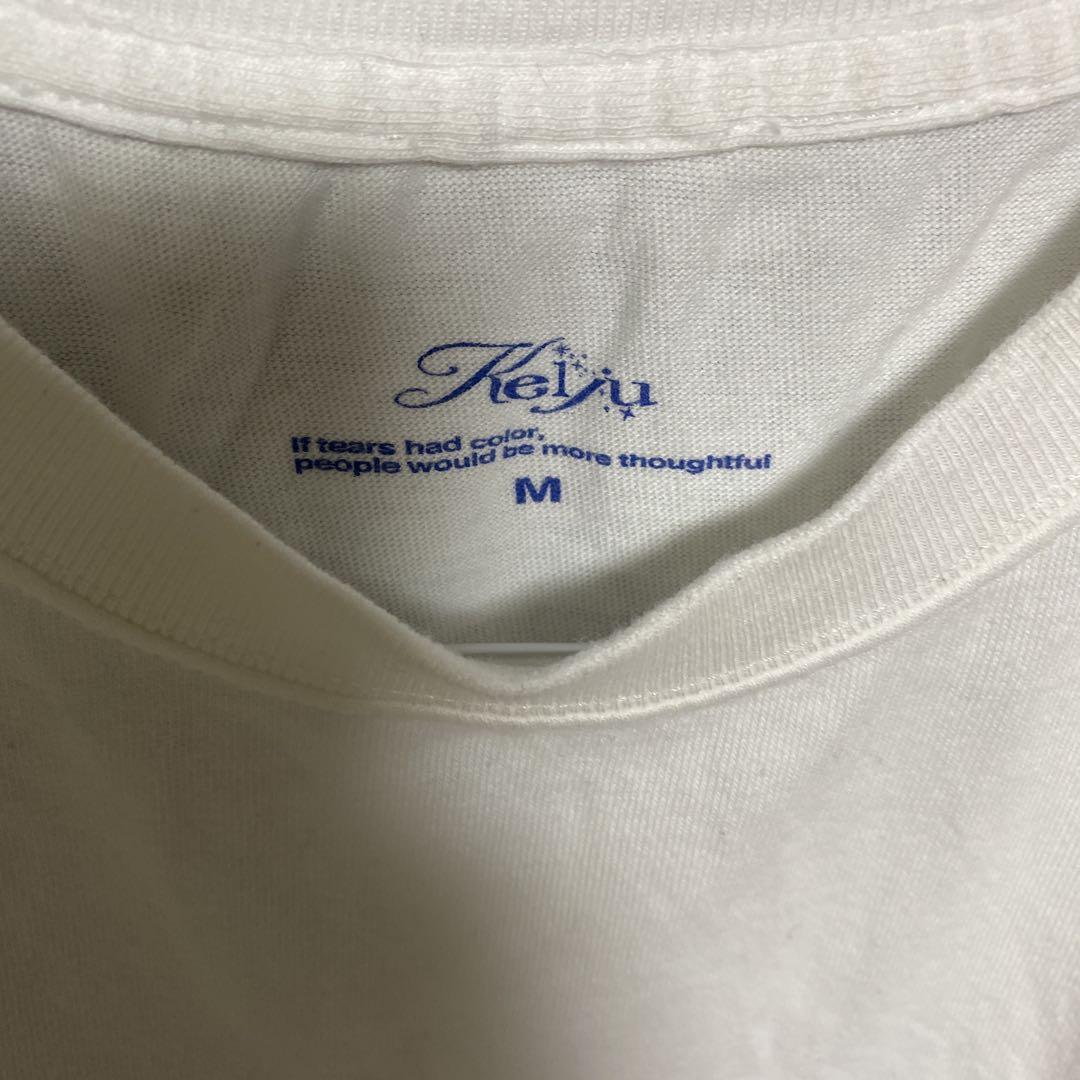 Keiju
If tears had color,
people would be more thoughtful
M